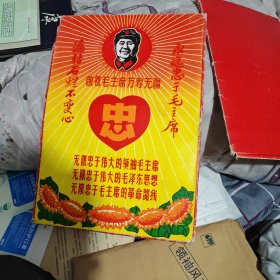 永远忠于毛主席
海枯石烂不变心
敬祝毛主席万寿无疆
忠
无限忠于伟大的领袖毛主席
无限忠于伟大的毛泽东思想
无限忠于毛主席的革命路线
领袖风